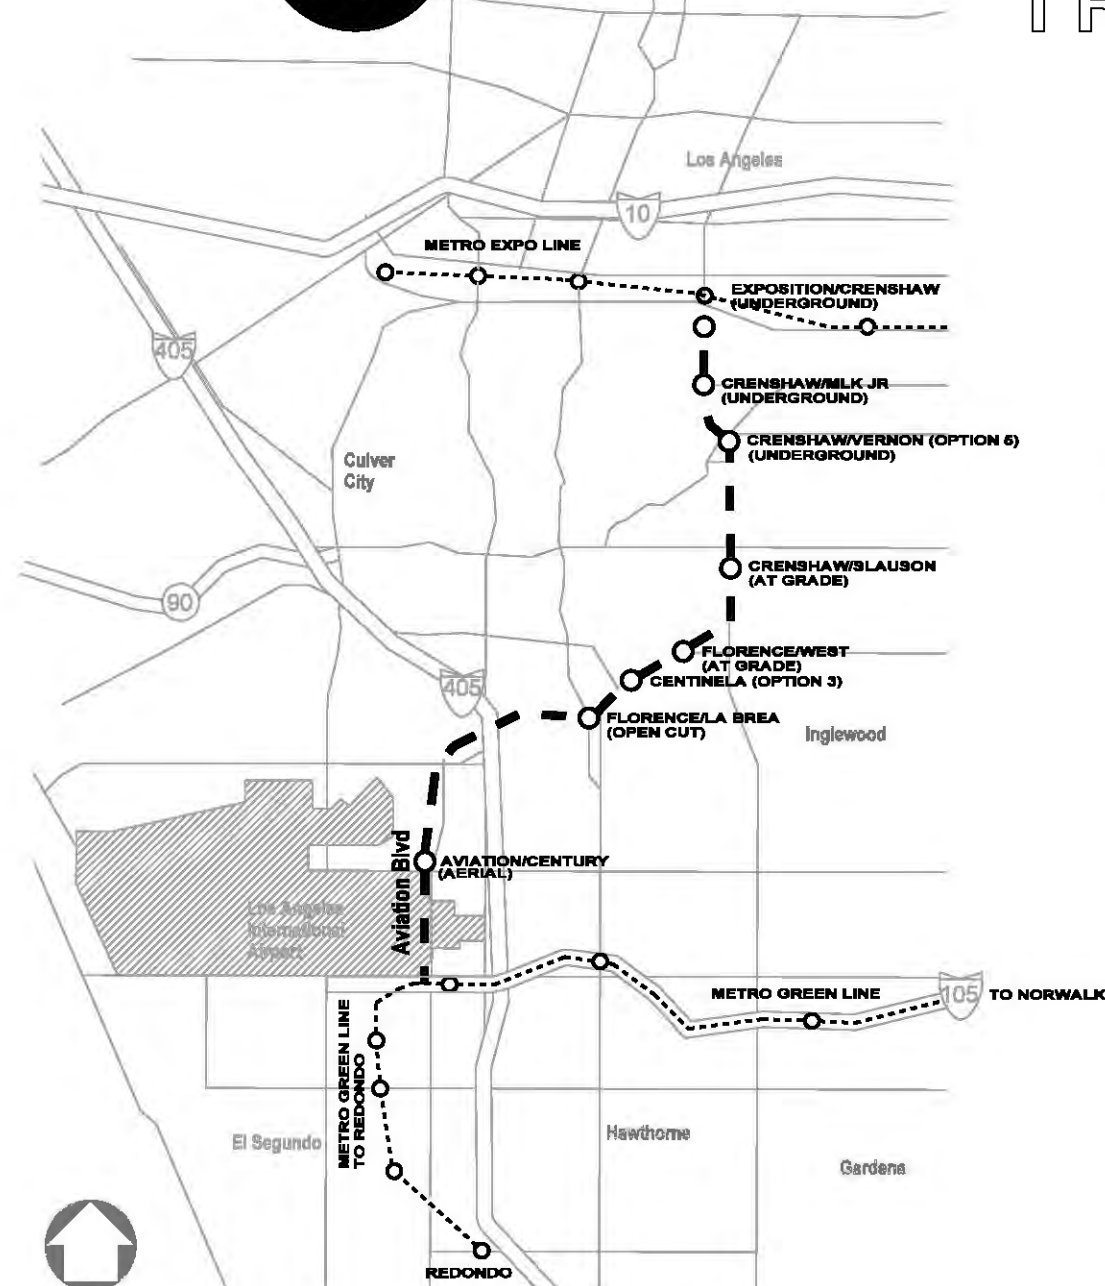 Los Angeles
10
METRO EXPO LINE
EXPOSITION/CRENSHAW
(UNDERGROUND)
405
CRENSHAW/MLK JR
(UNDERGROUND)
CRENSHAW/VERNON (OPTION 5)
(UNDERGROUND)
Culver
City
CRENSHAW/SLAUSON
(AT GRADE)
90
FLORENCE/WEST
(AT GRADE)
CENTINELA (OPTION 3)
405
FLORENCE/LA BREA
(OPEN CUT)
Inglewood
Aviation Blvd
AVIATION/CENTURY
(AERIAL)
Los Angeles
International
Airport
METRO GREEN LINE
105
TO NORWALK
METRO GREEN LINE
TO REDONDO
El Segundo
Hawthorne
Gardena
REDONDO